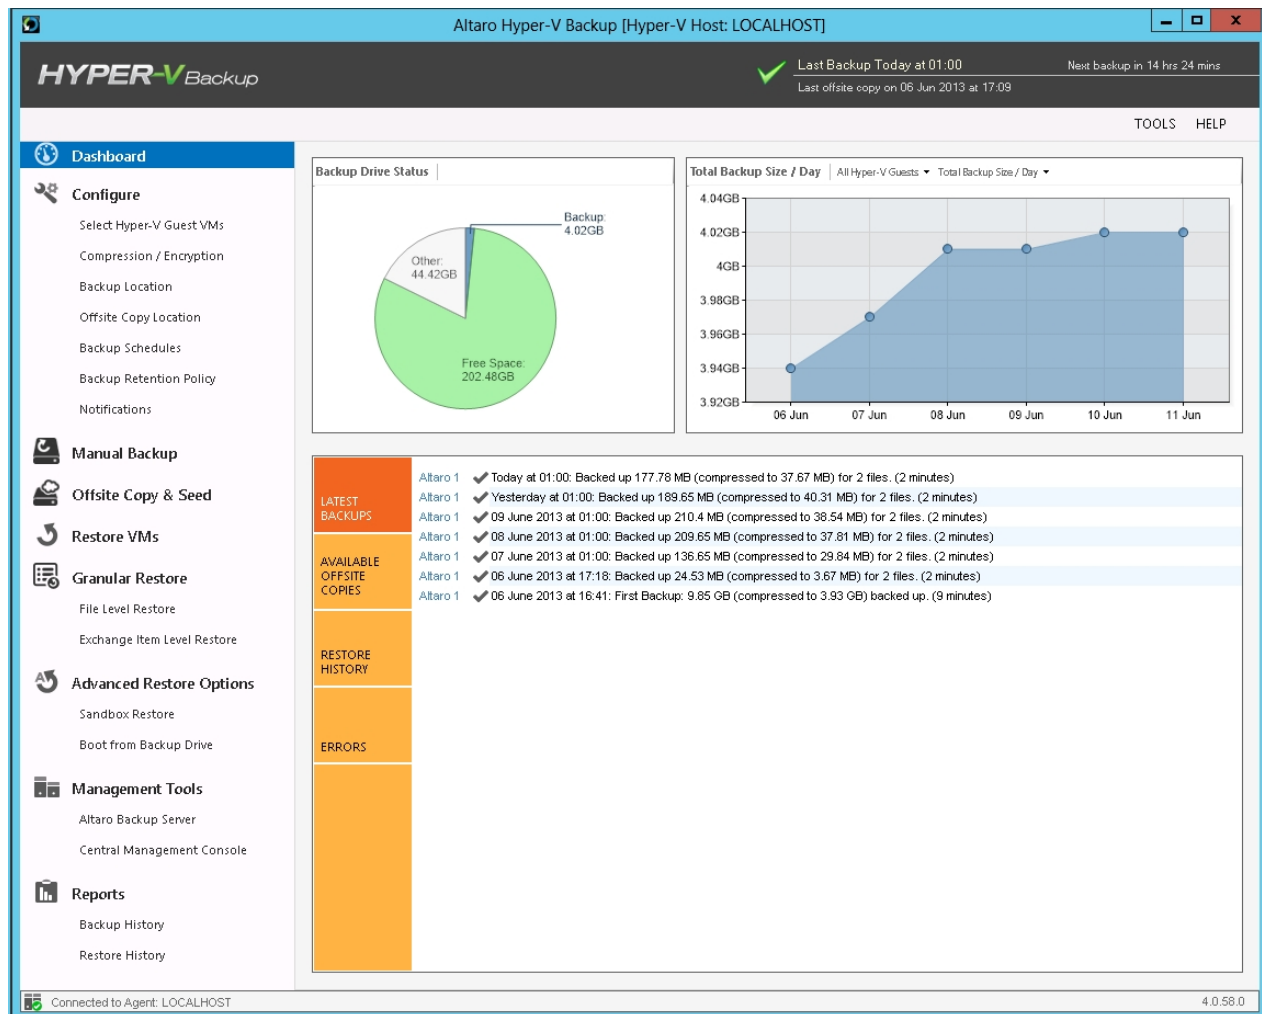 Altaro Hyper-V Backup [Hyper-V Host: LOCALHOST]
HYPER-V Backup
Last Backup Today at 01:00
Next backup in 14 hrs 24 mins
Last offsite copy on 06 Jun 2013 at 17:09
TOOLS HELP
Dashboard
Configure
Select Hyper-V Guest VMs
Compression / Encryption
Backup Location
Offsite Copy Location
Backup Schedules
Backup Retention Policy
Notifications
Manual Backup
Offsite Copy & Seed
Restore VMs
Granular Restore
File Level Restore
Exchange Item Level Restore
Advanced Restore Options
Sandbox Restore
Boot from Backup Drive
Management Tools
Altaro Backup Server
Central Management Console
Reports
Backup History
Restore History
Backup Drive Status
Backup:
4.02GB
Other:
44.42GB
Free Space:
202.48GB
Total Backup Size / Day All Hyper-V Guests Total Backup Size / Day
4.04GB
4.02GB
4GB
3.98GB
3.96GB
3.94GB
3.92GB
06 Jun 07 Jun 08 Jun 09 Jun 10 Jun 11 Jun
LATEST
BACKUPS
AVAILABLE
OFFSITE
COPIES
RESTORE
HISTORY
ERRORS
Altaro 1 Today at 01:00: Backed up 177.78 MB (compressed to 37.67 MB) for 2 files. (2 minutes)
Altaro 1 Yesterday at 01:00: Backed up 189.65 MB (compressed to 40.31 MB) for 2 files. (2 minutes)
Altaro 1 09 June 2013 at 01:00: Backed up 210.4 MB (compressed to 38.54 MB) for 2 files. (2 minutes)
Altaro 1 08 June 2013 at 01:00: Backed up 209.65 MB (compressed to 37.81 MB) for 2 files. (2 minutes)
Altaro 1 07 June 2013 at 01:00: Backed up 136.65 MB (compressed to 29.84 MB) for 2 files. (2 minutes)
Altaro 1 06 June 2013 at 17:18: Backed up 24.53 MB (compressed to 3.67 MB) for 2 files. (2 minutes)
Altaro 1 06 June 2013 at 16:41: First Backup: 9.85 GB (compressed to 3.93 GB) backed up. (9 minutes)
Connected to Agent: LOCALHOST
4.0.58.0